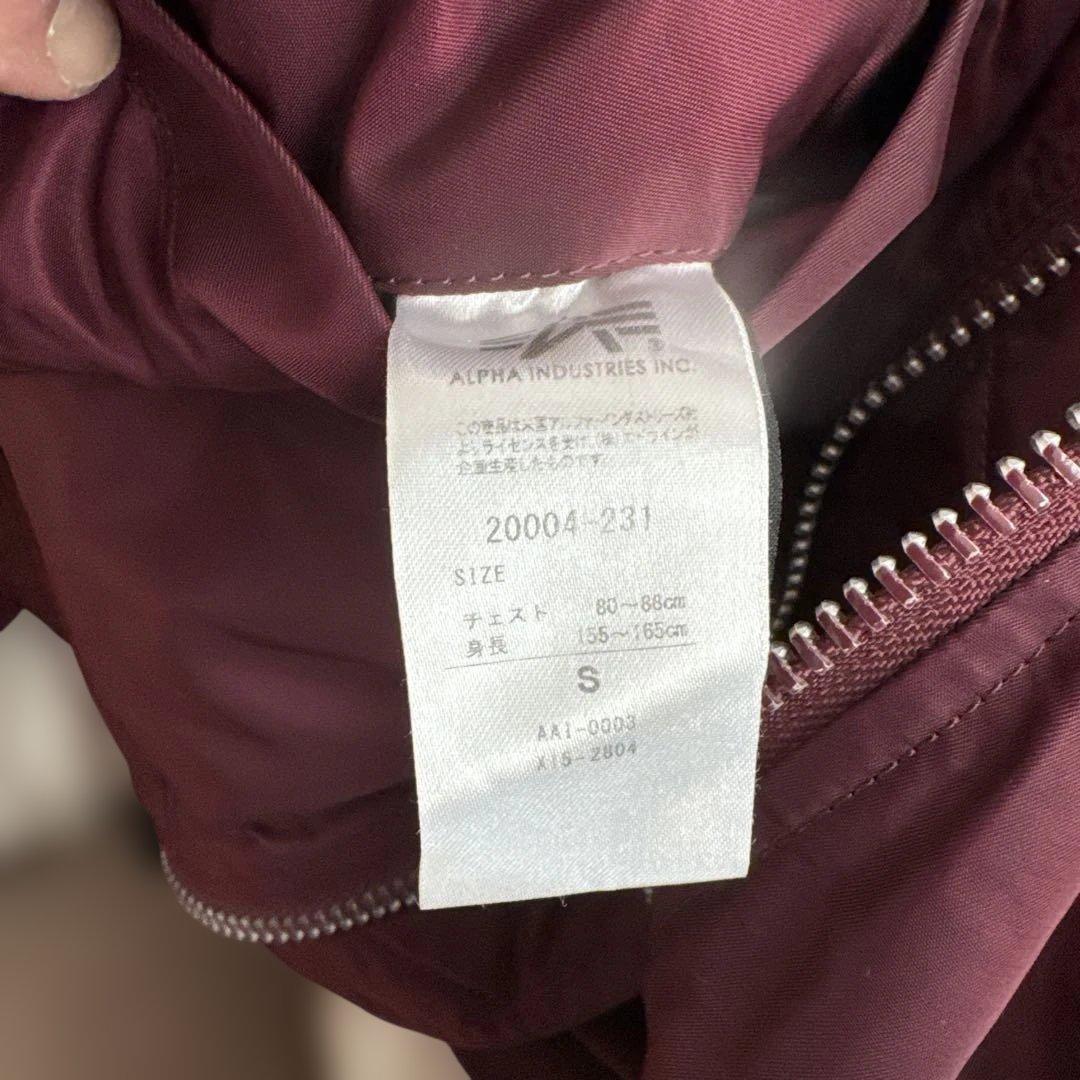 ALPHA INDUSTRIES INC.
この商品は米国アルファ・インダストリーズ社
よりライセンスを受け、(株)エドウインが
企画生産したものです。
20004-231
SIZE
チェスト 80～88cm
身長 155～165cm
S
AA1-0003
X15-2804